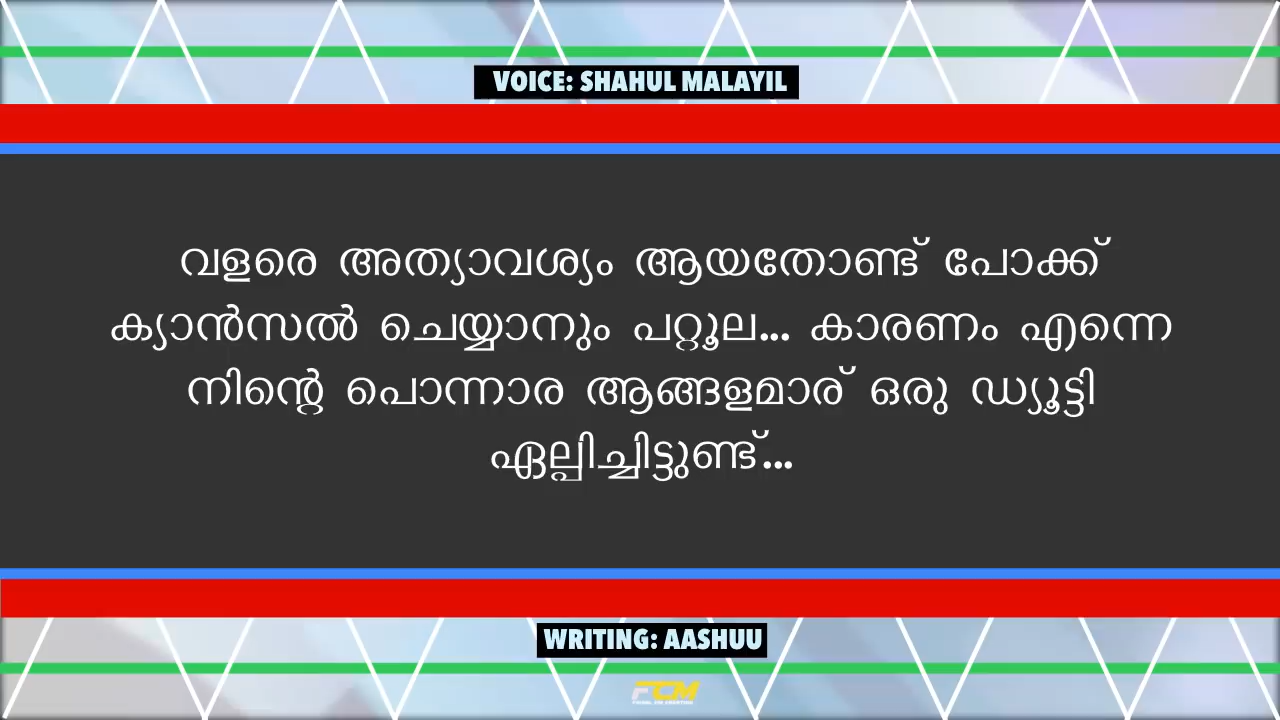 VOICE: SHAHUL MALAYIL
വളരെ അത്യാവശ്യം ആയതോണ്ട് പോക്ക്
ക്യാൻസൽ ചെയ്യാനും പറ്റൂല... കാരണം എന്നെ
നിന്റെ പൊന്നാര ആങ്ങളമാര് ഒരു ഡ്യൂട്ടി
ഏല്പിച്ചിട്ടുണ്ട്...
WRITING: AASHUU
FCM